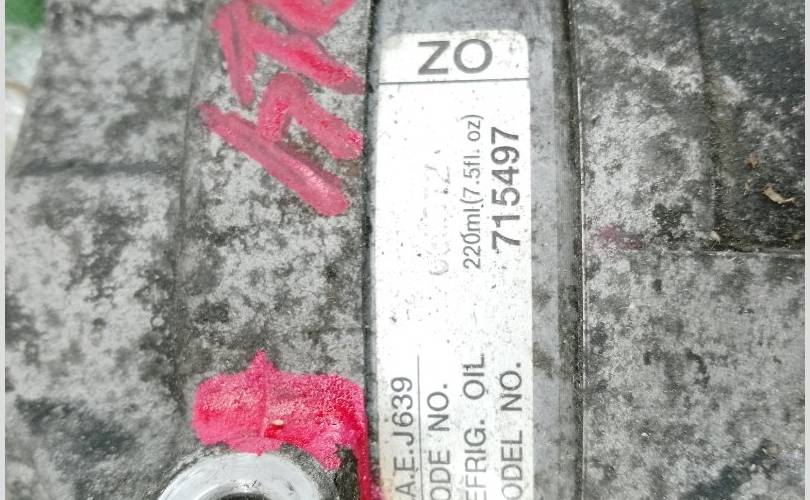 ZO
A.E.J639
ODE NO.
EFRIG. OIL 220ml(7.5fl. oz)
ODEL NO. 715497